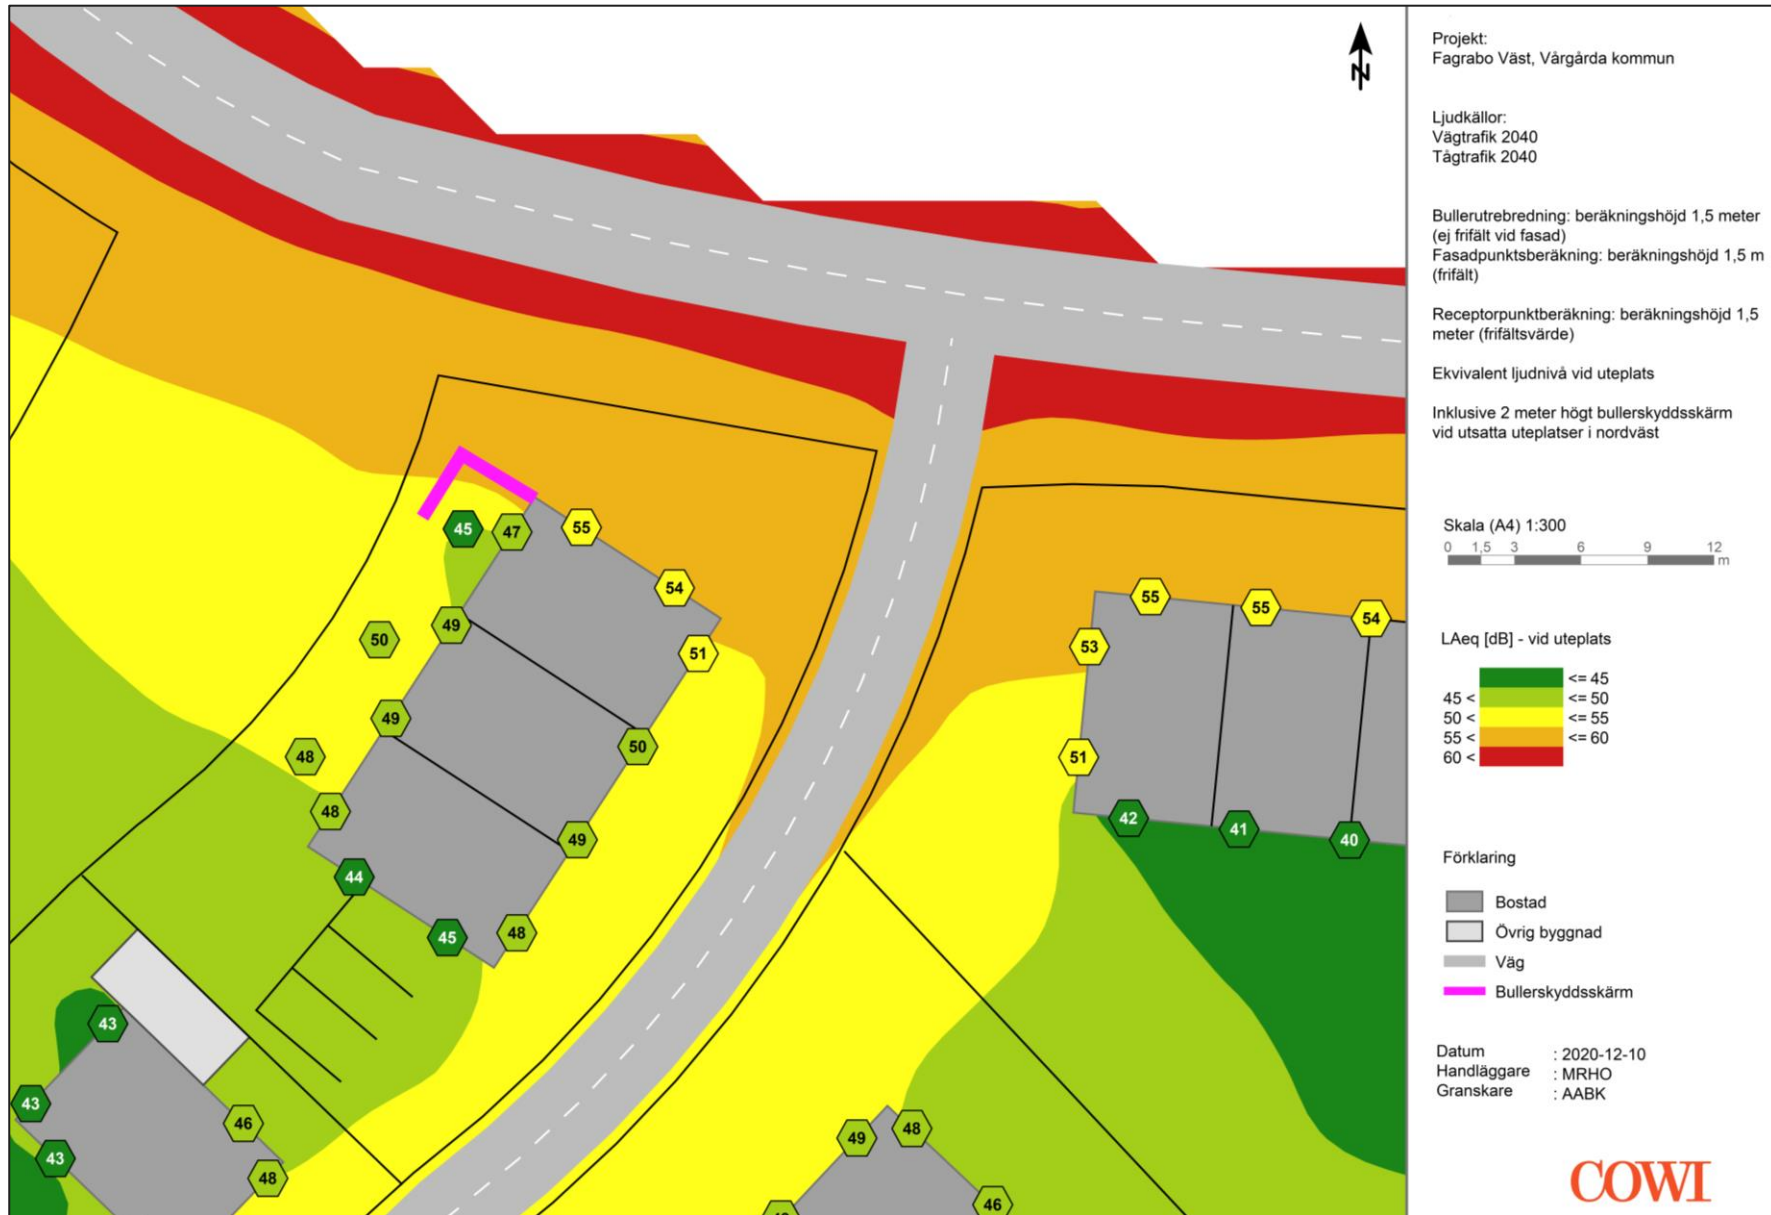 N
Projekt:
Fagrabo Väst, Vårgårda kommun
Ljudkällor:
Vägtrafik 2040
Tågtrafik 2040
Bullerutrebredning: beräkningshöjd 1,5 meter
(ej frifält vid fasad)
Fasadpunktsberäkning: beräkningshöjd 1,5 m
(frifält)
Receptorpunktberäkning: beräkningshöjd 1,5
meter (frifältsvärde)
Ekvivalent ljudnivå vid uteplats
Inklusive 2 meter högt bullerskyddsskärm
vid utsatta uteplatser i nordväst
Skala (A4) 1:300
0 1,5 3 6 9 12
m
LAeq [dB] - vid uteplats
<= 45
45 < <= 50
50 < <= 55
55 < <= 60
60 <
Förklaring
Bostad
Övrig byggnad
Väg
Bullerskyddsskärm
Datum : 2020-12-10
Handläggare : MRHO
Granskare : AABK
COWI
45 47 55
54
49
50
51
49
50
48
48
49
44
45
48
43
43
46
43
48
55
55
54
53
51
42
41
40
49
48
46